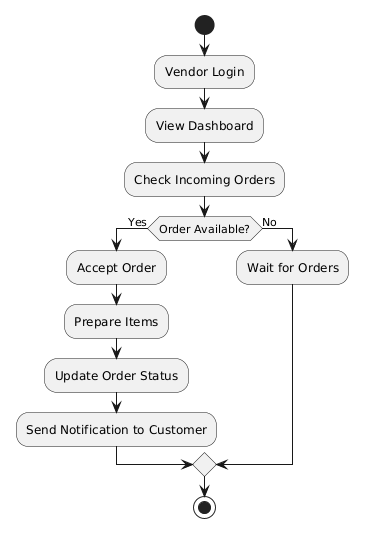 Vendor Login
View Dashboard
Check Incoming Orders
Order Available?
Yes
No
Accept Order
Wait for Orders
Prepare Items
Update Order Status
Send Notification to Customer